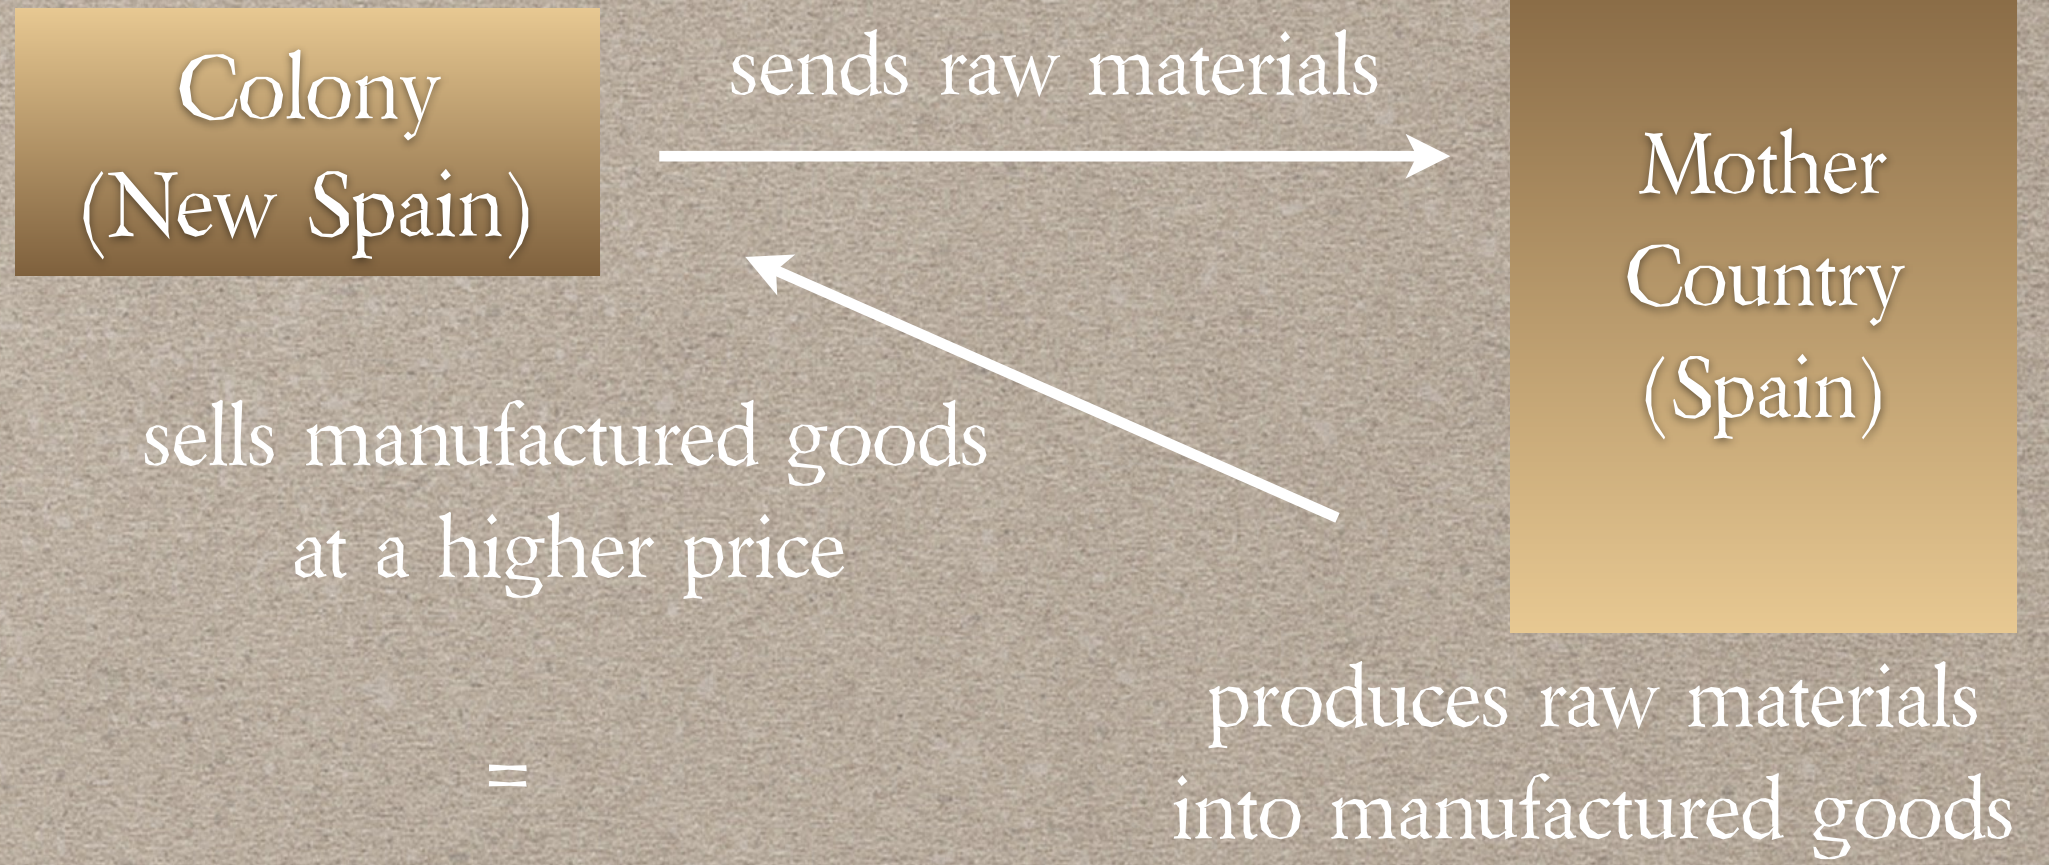 Colony
(New Spain)
sends raw materials
Mother
Country
(Spain)
sells manufactured goods
at a higher price
=
produces raw materials
into manufactured goods